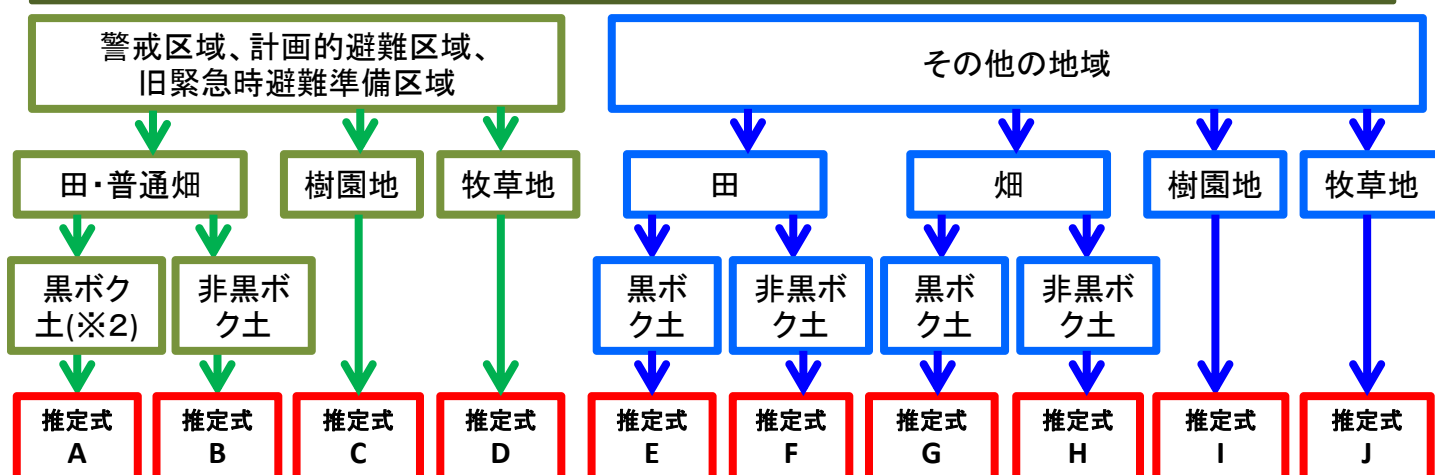 警戒区域、計画的避難区域、
旧緊急時避難準備区域
その他の地域
田・普通畑
樹園地
牧草地
田
畑
樹園地
牧草地
黒ボク
土(※2)
非黒ボ
ク土
黒ボ
ク土
非黒ボ
ク土
黒ボ
ク土
非黒ボ
ク土
推定式
A
推定式
B
推定式
C
推定式
D
推定式
E
推定式
F
推定式
G
推定式
H
推定式
I
推定式
J